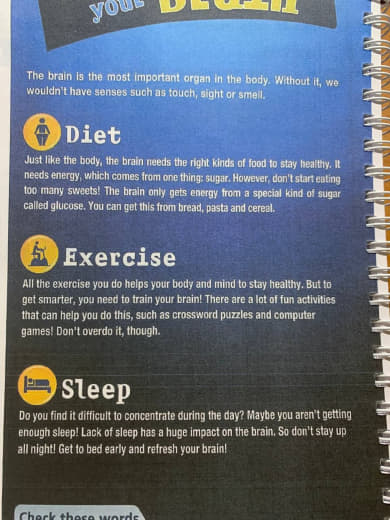 your Brain
The brain is the most important organ in the body. Without it, we
wouldn't have senses such as touch, sight or smell.
Diet
Just like the body, the brain needs the right kinds of food to stay healthy. It
needs energy, which comes from one thing: sugar. However, don't start eating
too many sweets! The brain only gets energy from a special kind of sugar
called glucose. You can get this from bread, pasta and cereal.
Exercise
All the exercise you do helps your body and mind to stay healthy. But to
get smarter, you need to train your brain! There are a lot of fun activities
that can help you do this, such as crossword puzzles and computer
games! Don't overdo it, though.
Sleep
Do you find it difficult to concentrate during the day? Maybe you aren't getting
enough sleep! Lack of sleep has a huge impact on the brain. So don't stay up
all night! Get to bed early and refresh your brain!
Check these words